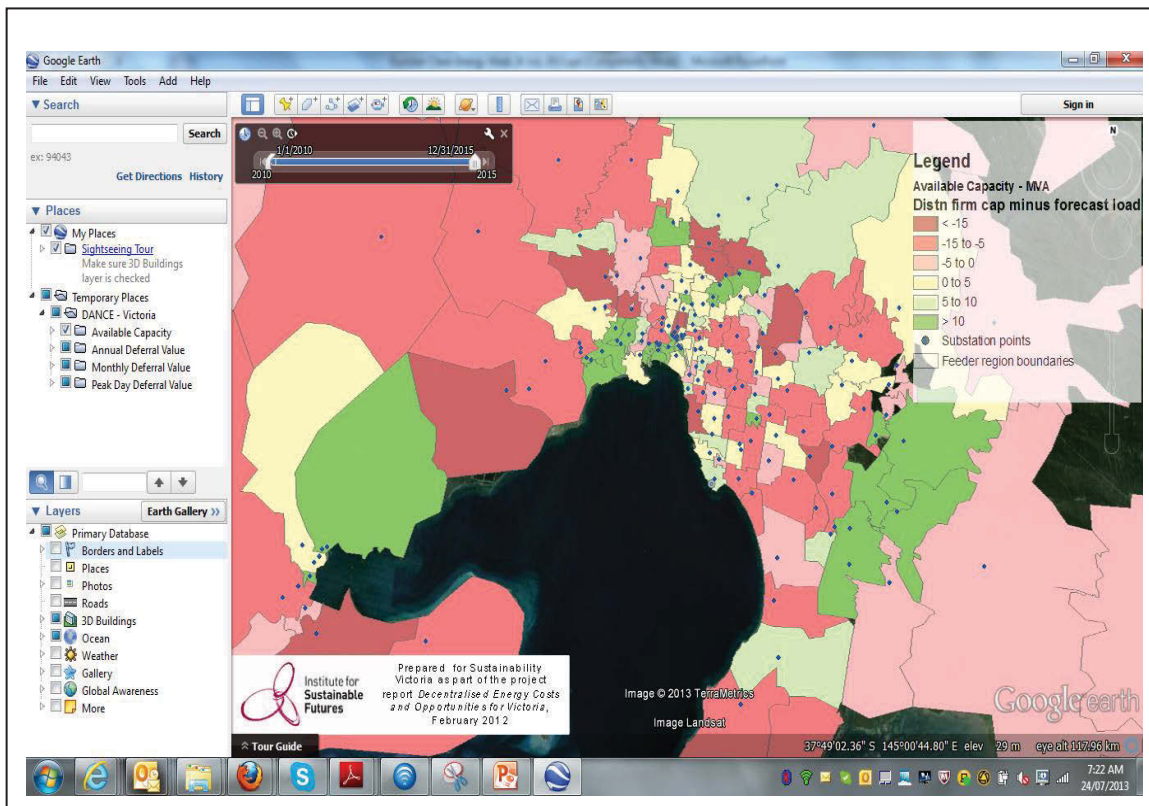 Google Earth
File Edit View Tools Add Help
▼ Search
Search
ex: 94043
Get Directions History
▼ Places
My Places
Sightseeing Tour
Make sure 3D Buildings
layer is checked
Temporary Places
DANCE - Victoria
Available Capacity
Annual Deferral Value
Monthly Deferral Value
Peak Day Deferral Value
▼ Layers
Earth Gallery >>
Primary Database
Borders and Labels
Places
Photos
Roads
3D Buildings
Ocean
Weather
Gallery
Global Awareness
More
Sign in
1/1/2010 12/31/2015
2010 2015
N
Legend
Available Capacity - MVA
Distn firm cap minus forecast load
< -15
-15 to -5
-5 to 0
0 to 5
5 to 10
> 10
Substation points
Feeder region boundaries
Institute for
Sustainable
Futures
Prepared for Sustainability
Victoria as part of the project
report Decentralised Energy Costs
and Opportunities for Victoria,
February 2012
Image © 2013 TerraMetrics
Image Landsat
Google earth
Tour Guide
37°49'02.36" S 145°00'44.80" E elev 29 m eye alt 117.96 km
7:22 AM
24/07/2013